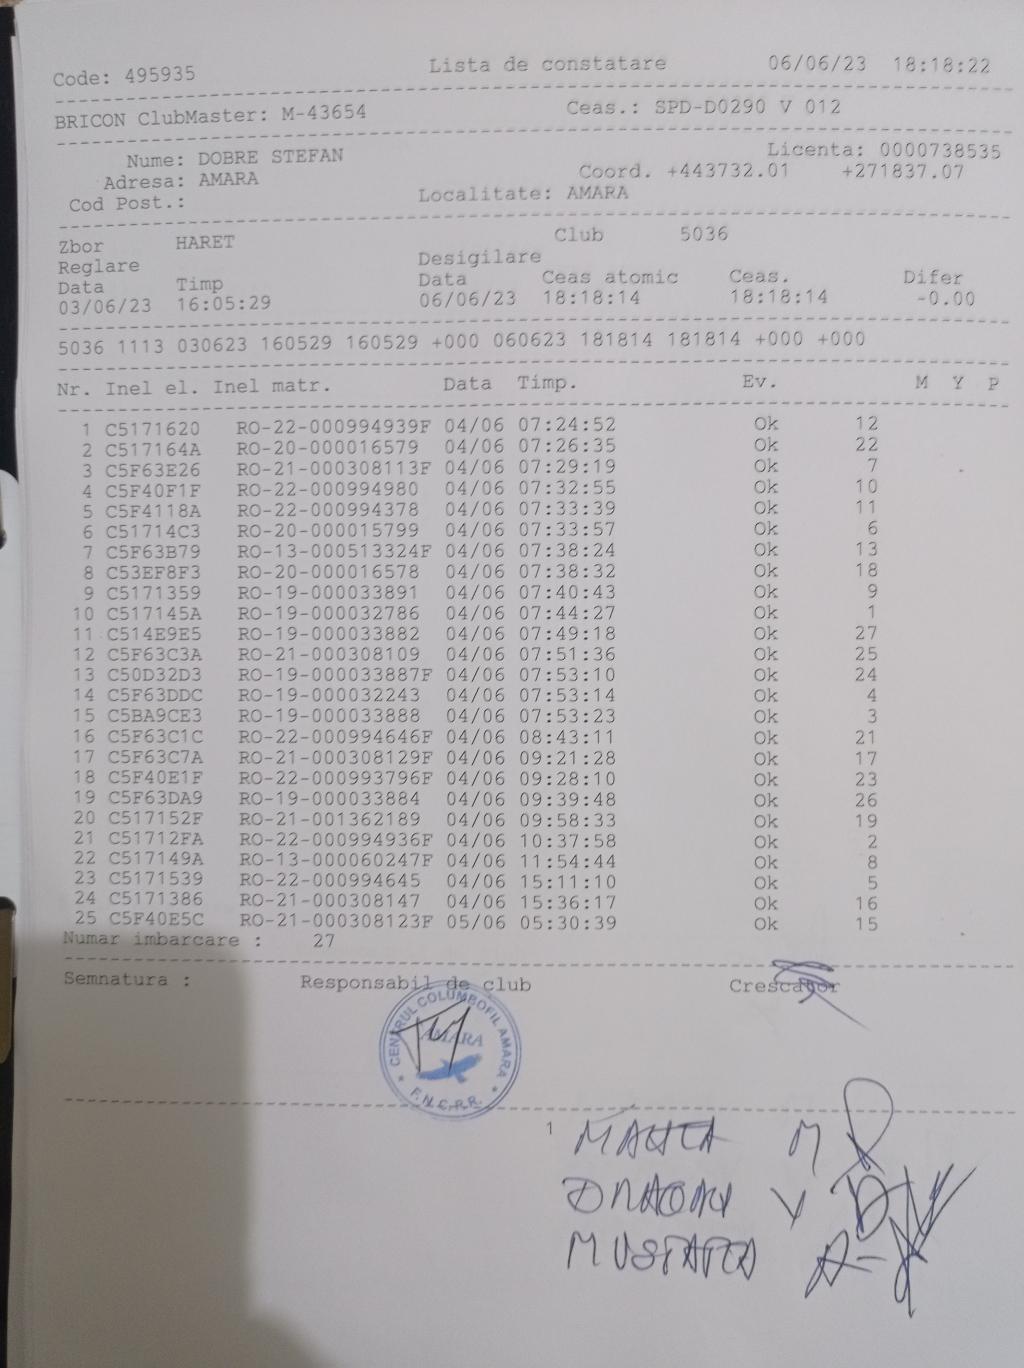 Code: 495935 Lista de constatare 06/06/23 18:18:22
BRICON ClubMaster: M-43654 Ceas.: SPD-D0290 V 012
Nume: DOBRE STEFAN Licenta: 0000738535
Adresa: AMARA Coord. +443732.01 +271837.07
Cod Post.: Localitate: AMARA
Zbor HARET Club 5036
Reglare Desigilare
Data Timp Data Ceas atomic Ceas. Difer
03/06/23 16:05:29 06/06/23 18:18:14 18:18:14 -0.00
5036 1113 030623 160529 160529 +000 060623 181814 181814 +000 +000
Nr. Inel el. Inel matr. Data Timp. Ev. M Y P
1 C5171620 RO-22-000994939F 04/06 07:24:52 Ok 12
2 C517164A RO-20-000016579 04/06 07:26:35 Ok 22
3 C5F63E26 RO-21-000308113F 04/06 07:29:19 Ok 7
4 C5F40F1F RO-22-000994980 04/06 07:32:55 Ok 10
5 C5F4118A RO-22-000994378 04/06 07:33:39 Ok 11
6 C51714C3 RO-20-000015799 04/06 07:33:57 Ok 6
7 C5F63B79 RO-13-000513324F 04/06 07:38:24 Ok 13
8 C53EF8F3 RO-20-000016578 04/06 07:38:32 Ok 18
9 C5171359 RO-19-000033891 04/06 07:40:43 Ok 9
10 C517145A RO-19-000032786 04/06 07:44:27 Ok 1
11 C514E9E5 RO-19-000033882 04/06 07:49:18 Ok 27
12 C5F63C3A RO-21-000308109 04/06 07:51:36 Ok 25
13 C50D32D3 RO-19-000033887F 04/06 07:53:10 Ok 24
14 C5F63DDC RO-19-000032243 04/06 07:53:14 Ok 4
15 C5BA9CE3 RO-19-000033888 04/06 07:53:23 Ok 3
16 C5F63C1C RO-22-000994646F 04/06 08:43:11 Ok 21
17 C5F63C7A RO-21-000308129F 04/06 09:21:28 Ok 17
18 C5F40E1F RO-22-000993796F 04/06 09:28:10 Ok 23
19 C5F63DA9 RO-19-000033884 04/06 09:39:48 Ok 26
20 C517152F RO-21-001362189 04/06 09:58:33 Ok 19
21 C51712FA RO-22-000994936F 04/06 10:37:58 Ok 2
22 C517149A RO-13-000060247F 04/06 11:54:44 Ok 8
23 C5171539 RO-22-000994645 04/06 15:11:10 Ok 5
24 C5171386 RO-21-000308147 04/06 15:36:17 Ok 16
25 C5F40E5C RO-21-000308123F 05/06 05:30:39 Ok 15
Numar imbarcare : 27
Semnatura : Responsabil de club Crescator
CENTRUL COLUMBOFIL AMARA
AMARA
F.N.C.P.R.
1
MUSTATEA